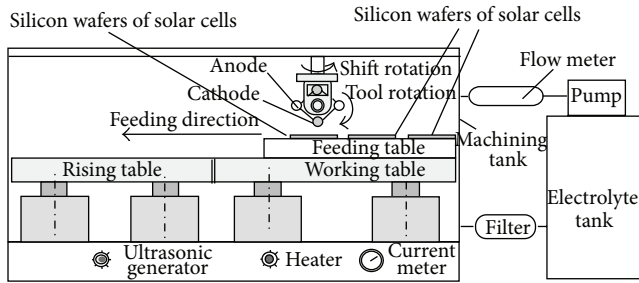 Silicon wafers of solar cells
Silicon wafers of solar cells
Anode
Shift rotation
Flow meter
Cathode
Tool rotation
Pump
Feeding direction
Machining
tank
Feeding table
Rising table
Working table
Electrolyte
tank
Filter
Ultrasonic
generator
Heater
Current
meter